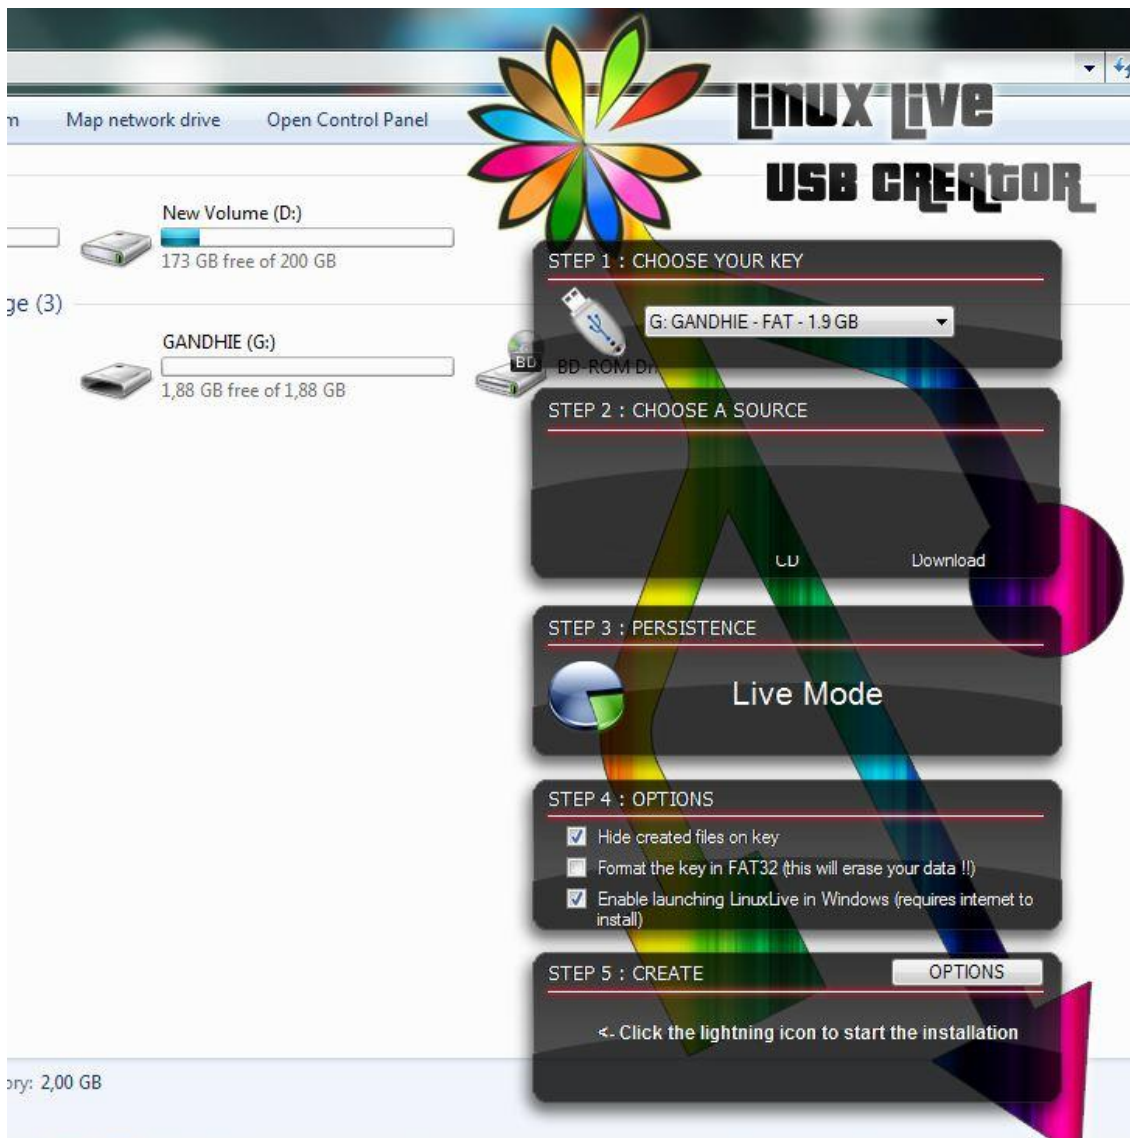 Map network drive Open Control Panel
LINUX LIVE
USB CREATOR
New Volume (D:)
173 GB free of 200 GB
STEP 1 : CHOOSE YOUR KEY
(3)
G: GANDHIE - FAT - 1.9 GB
GANDHIE (G:)
1,88 GB free of 1,88 GB
BD
BD-ROM
STEP 2 : CHOOSE A SOURCE
CD Download
STEP 3 : PERSISTENCE
Live Mode
STEP 4 : OPTIONS
Hide created files on key
Format the key in FAT32 (this will erase your data !!)
Enable launching LinuxLive in Windows (requires internet to
install)
STEP 5 : CREATE OPTIONS
<- Click the lightning icon to start the installation
2,00 GB